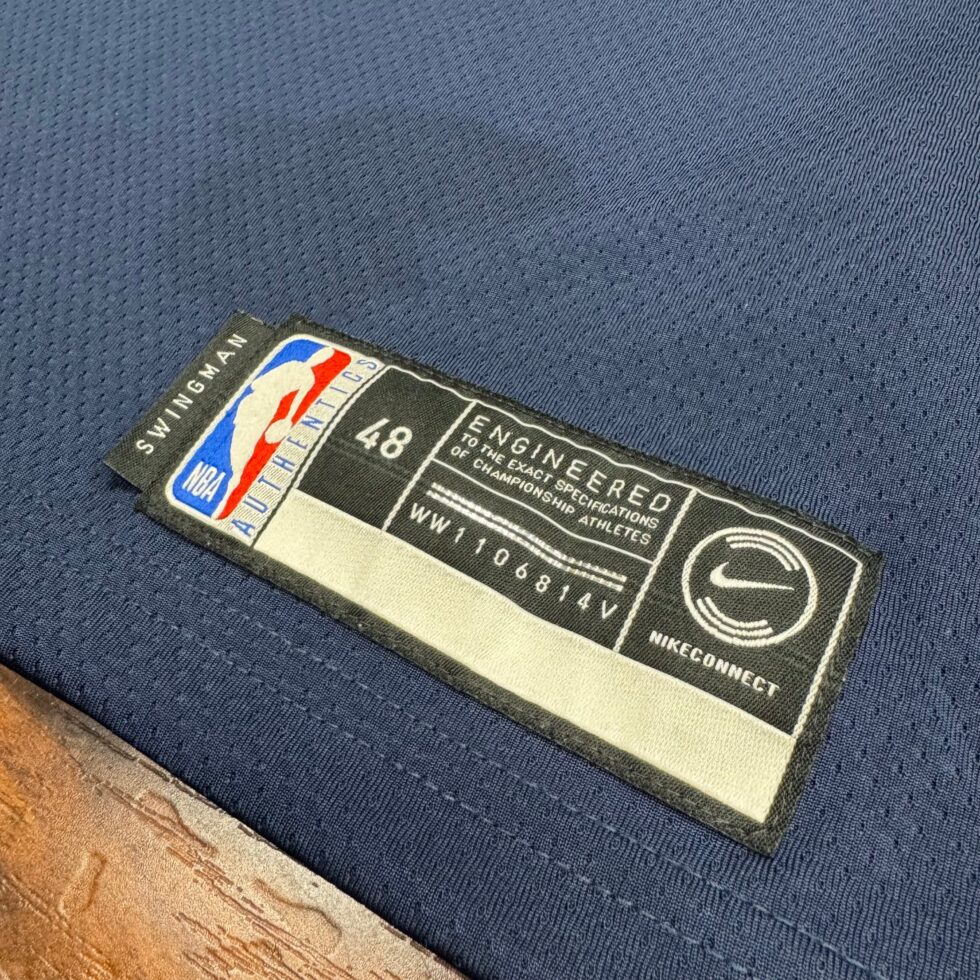 SWINGMAN
NBA
AUTHENTICS
48
ENGINEERED
TO THE EXACT SPECIFICATIONS
OF CHAMPIONSHIP ATHLETES
WW1106814V
NIKECONNECT